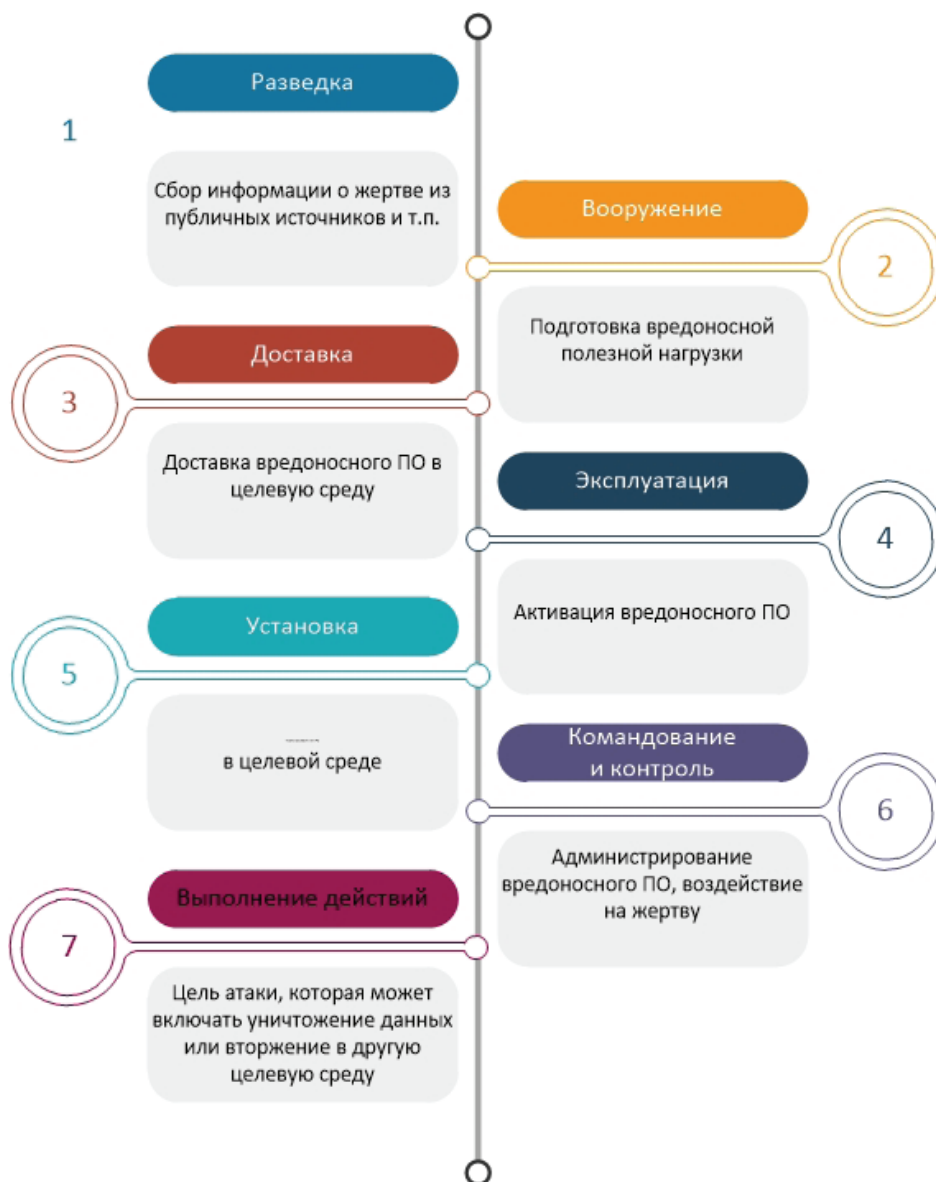 Разведка
1
Сбор информации о жертве из
публичных источников и т.п.
Вооружение
2
Подготовка вредоносной
полезной нагрузки
Доставка
3
Доставка вредоносного ПО в
целевую среду
Эксплуатация
4
Активация вредоносного ПО
Установка
5
в целевой среде
Командование
и контроль
6
Администрирование
вредоносного ПО, воздействие
на жертву
Выполнение действий
7
Цель атаки, которая может
включать уничтожение данных
или вторжение в другую
целевую среду